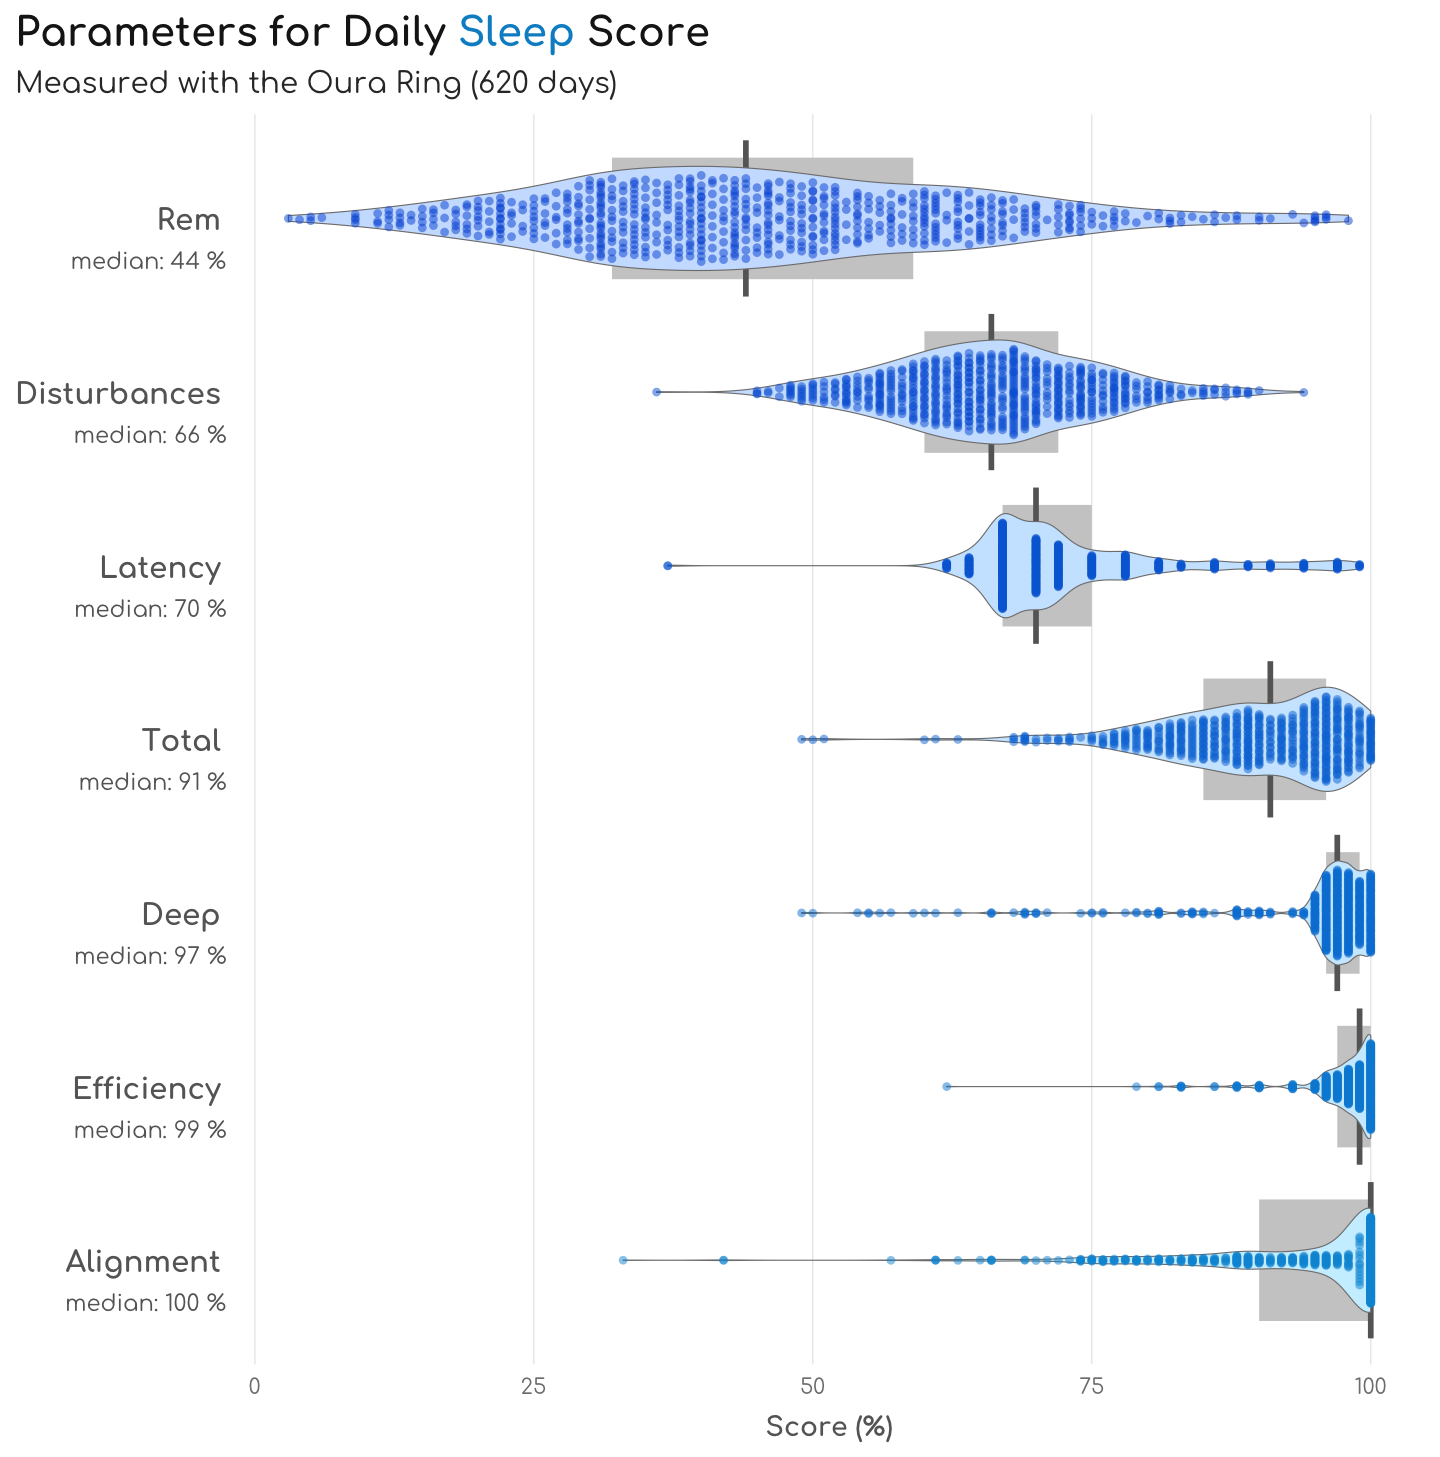 Parameters for Daily Sleep Score
Measured with the Oura Ring (620 days)
Rem
median: 44 %
Disturbances
median: 66 %
Latency
median: 70 %
Total
median: 91 %
Deep
median: 97 %
Efficiency
median: 99 %
Alignment
median: 100 %
0 25 50 75 100
Score (%)